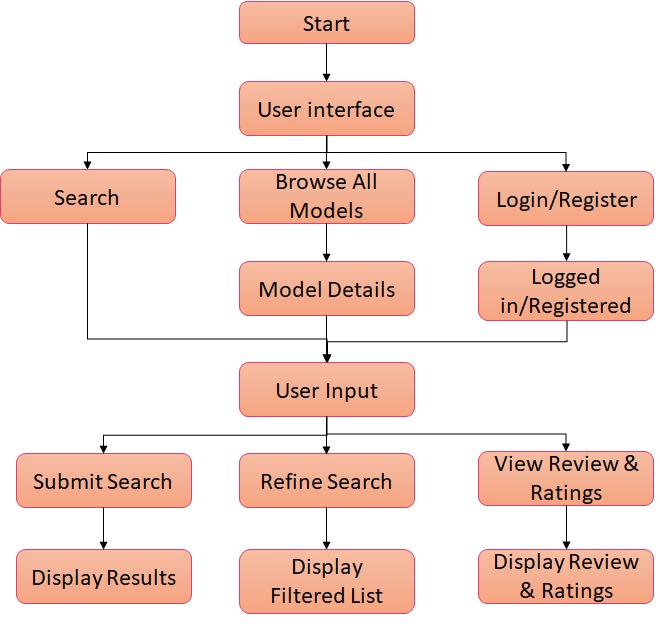 Start
User interface
Search
Browse All
Models
Login/Register
Model Details
Logged
in/Registered
User Input
Submit Search
Refine Search
View Review &
Ratings
Display Results
Display
Filtered List
Display Review
& Ratings